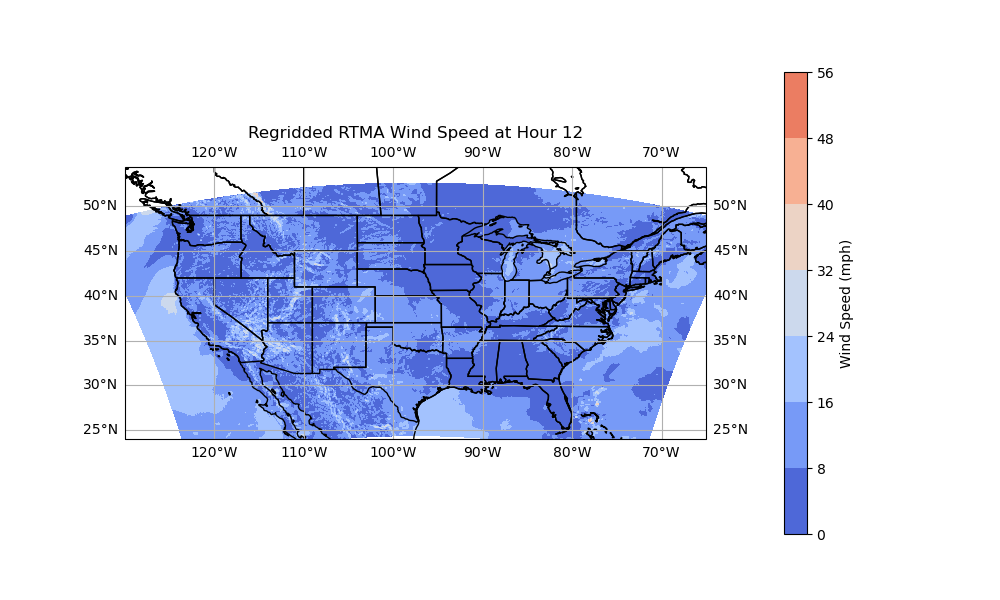 Regridded RTMA Wind Speed at Hour 12
120°W 110°W 100°W 90°W 80°W 70°W
50°N 50°N
45°N 45°N
40°N 40°N
35°N 35°N
30°N 30°N
25°N 25°N
120°W 110°W 100°W 90°W 80°W 70°W
56
48
40
32
24
16
8
0
Wind Speed (mph)